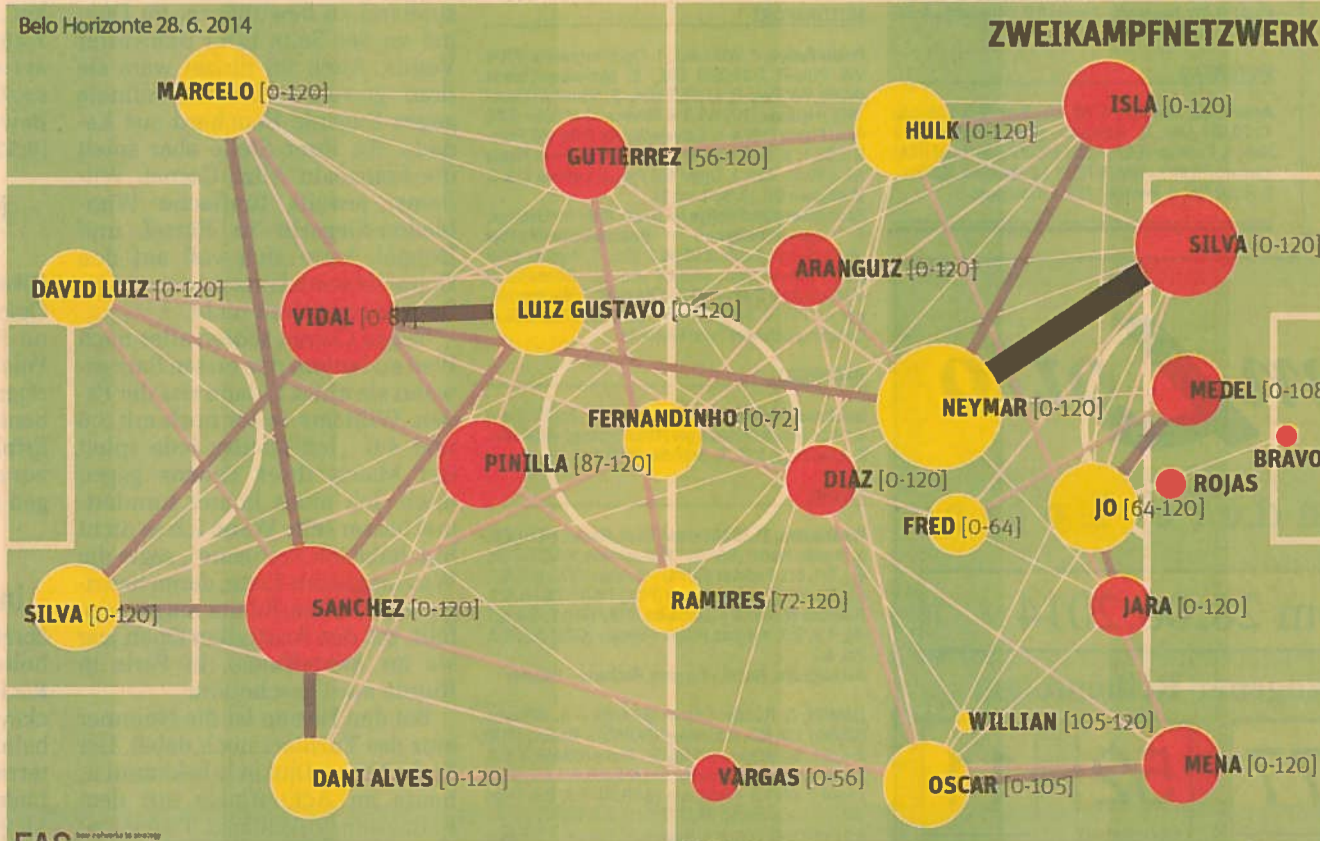 Belo Horizonte 28. 6. 2014
ZWEIKAMPFNETZWERK
MARCELO [0-120]
ISLA [0-120]
HULK [0-120]
GUTIERREZ [56-120]
SILVA [0-120]
ARANGUIZ [0-120]
DAVID LUIZ [0-120]
LUIZ GUSTAVO [0-120]
VIDAL [0-87]
MEDEL [0-108
NEYMAR [0-120]
FERNANDINHO [0-72]
BRAVO
PINILLA [87-120]
DIAZ [0-120]
ROJAS
JO [64-120]
FRED [0-64]
RAMIRES [72-120]
JARA [0-120]
SANCHEZ [0-120]
SILVA [0-120]
WILLIAN [105-120]
MENA [0-120]
DANI ALVES [0-120]
VARGAS [0-56]
OSCAR [0-105]
FAS